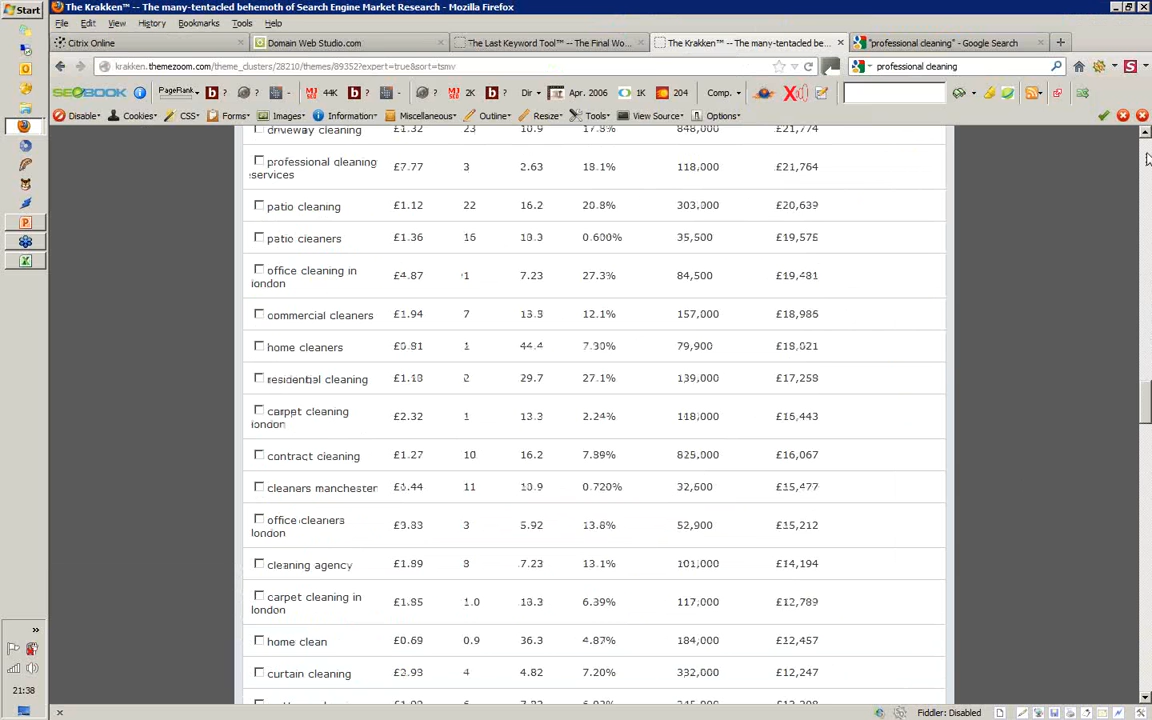 Start
The Krakken™ -- The many-tentacled behemoth of Search Engine Market Research - Mozilla Firefox
File Edit View History Bookmarks Tools Help
Citrix Online
Domain Web Studio.com
The Last Keyword Tool™ -- The Final Wo...
The Krakken™ -- The many-tentacled be...
"professional cleaning" - Google Search
krakken.themezoom.com/theme_clusters/28210/themes/89352?expert=true&sort=tsmv
professional cleaning
SEOBOOK PageRank ? 44K ? 2K Dir Apr. 2006 1K 204 Comp.
Disable Cookies CSS Forms Images Information Miscellaneous Outline Resize Tools View Source Options
driveway cleaning £1.32 23 10.9 17.8% 848,000 £21,774
professional cleaning services £7.77 3 2.63 18.1% 118,000 £21,764
patio cleaning £1.12 22 16.2 20.8% 303,000 £20,639
patio cleaners £1.36 16 13.3 0.600% 35,500 £19,575
office cleaning in london £4.87 1 7.23 27.3% 84,500 £19,481
commercial cleaners £1.94 7 13.3 12.1% 157,000 £18,986
home cleaners £0.81 1 44.4 7.30% 79,900 £18,021
residential cleaning £1.18 2 29.7 27.1% 139,000 £17,258
carpet cleaning london £2.32 1 13.3 2.24% 118,000 £16,443
contract cleaning £1.27 10 16.2 7.89% 825,000 £16,067
cleaners manchester 11 10.9 0.720% 32,600 £15,477
office cleaners london £3.83 3 5.92 13.8% 52,900 £15,212
cleaning agency £1.89 8 7.23 13.1% 101,000 £14,194
carpet cleaning in london £1.85 1.0 13.3 6.39% 117,000 £12,789
home clean £0.69 0.9 36.3 4.87% 184,000 £12,457
curtain cleaning £2.93 4 4.82 7.20% 332,000 £12,247
21:38
Fiddler: Disabled